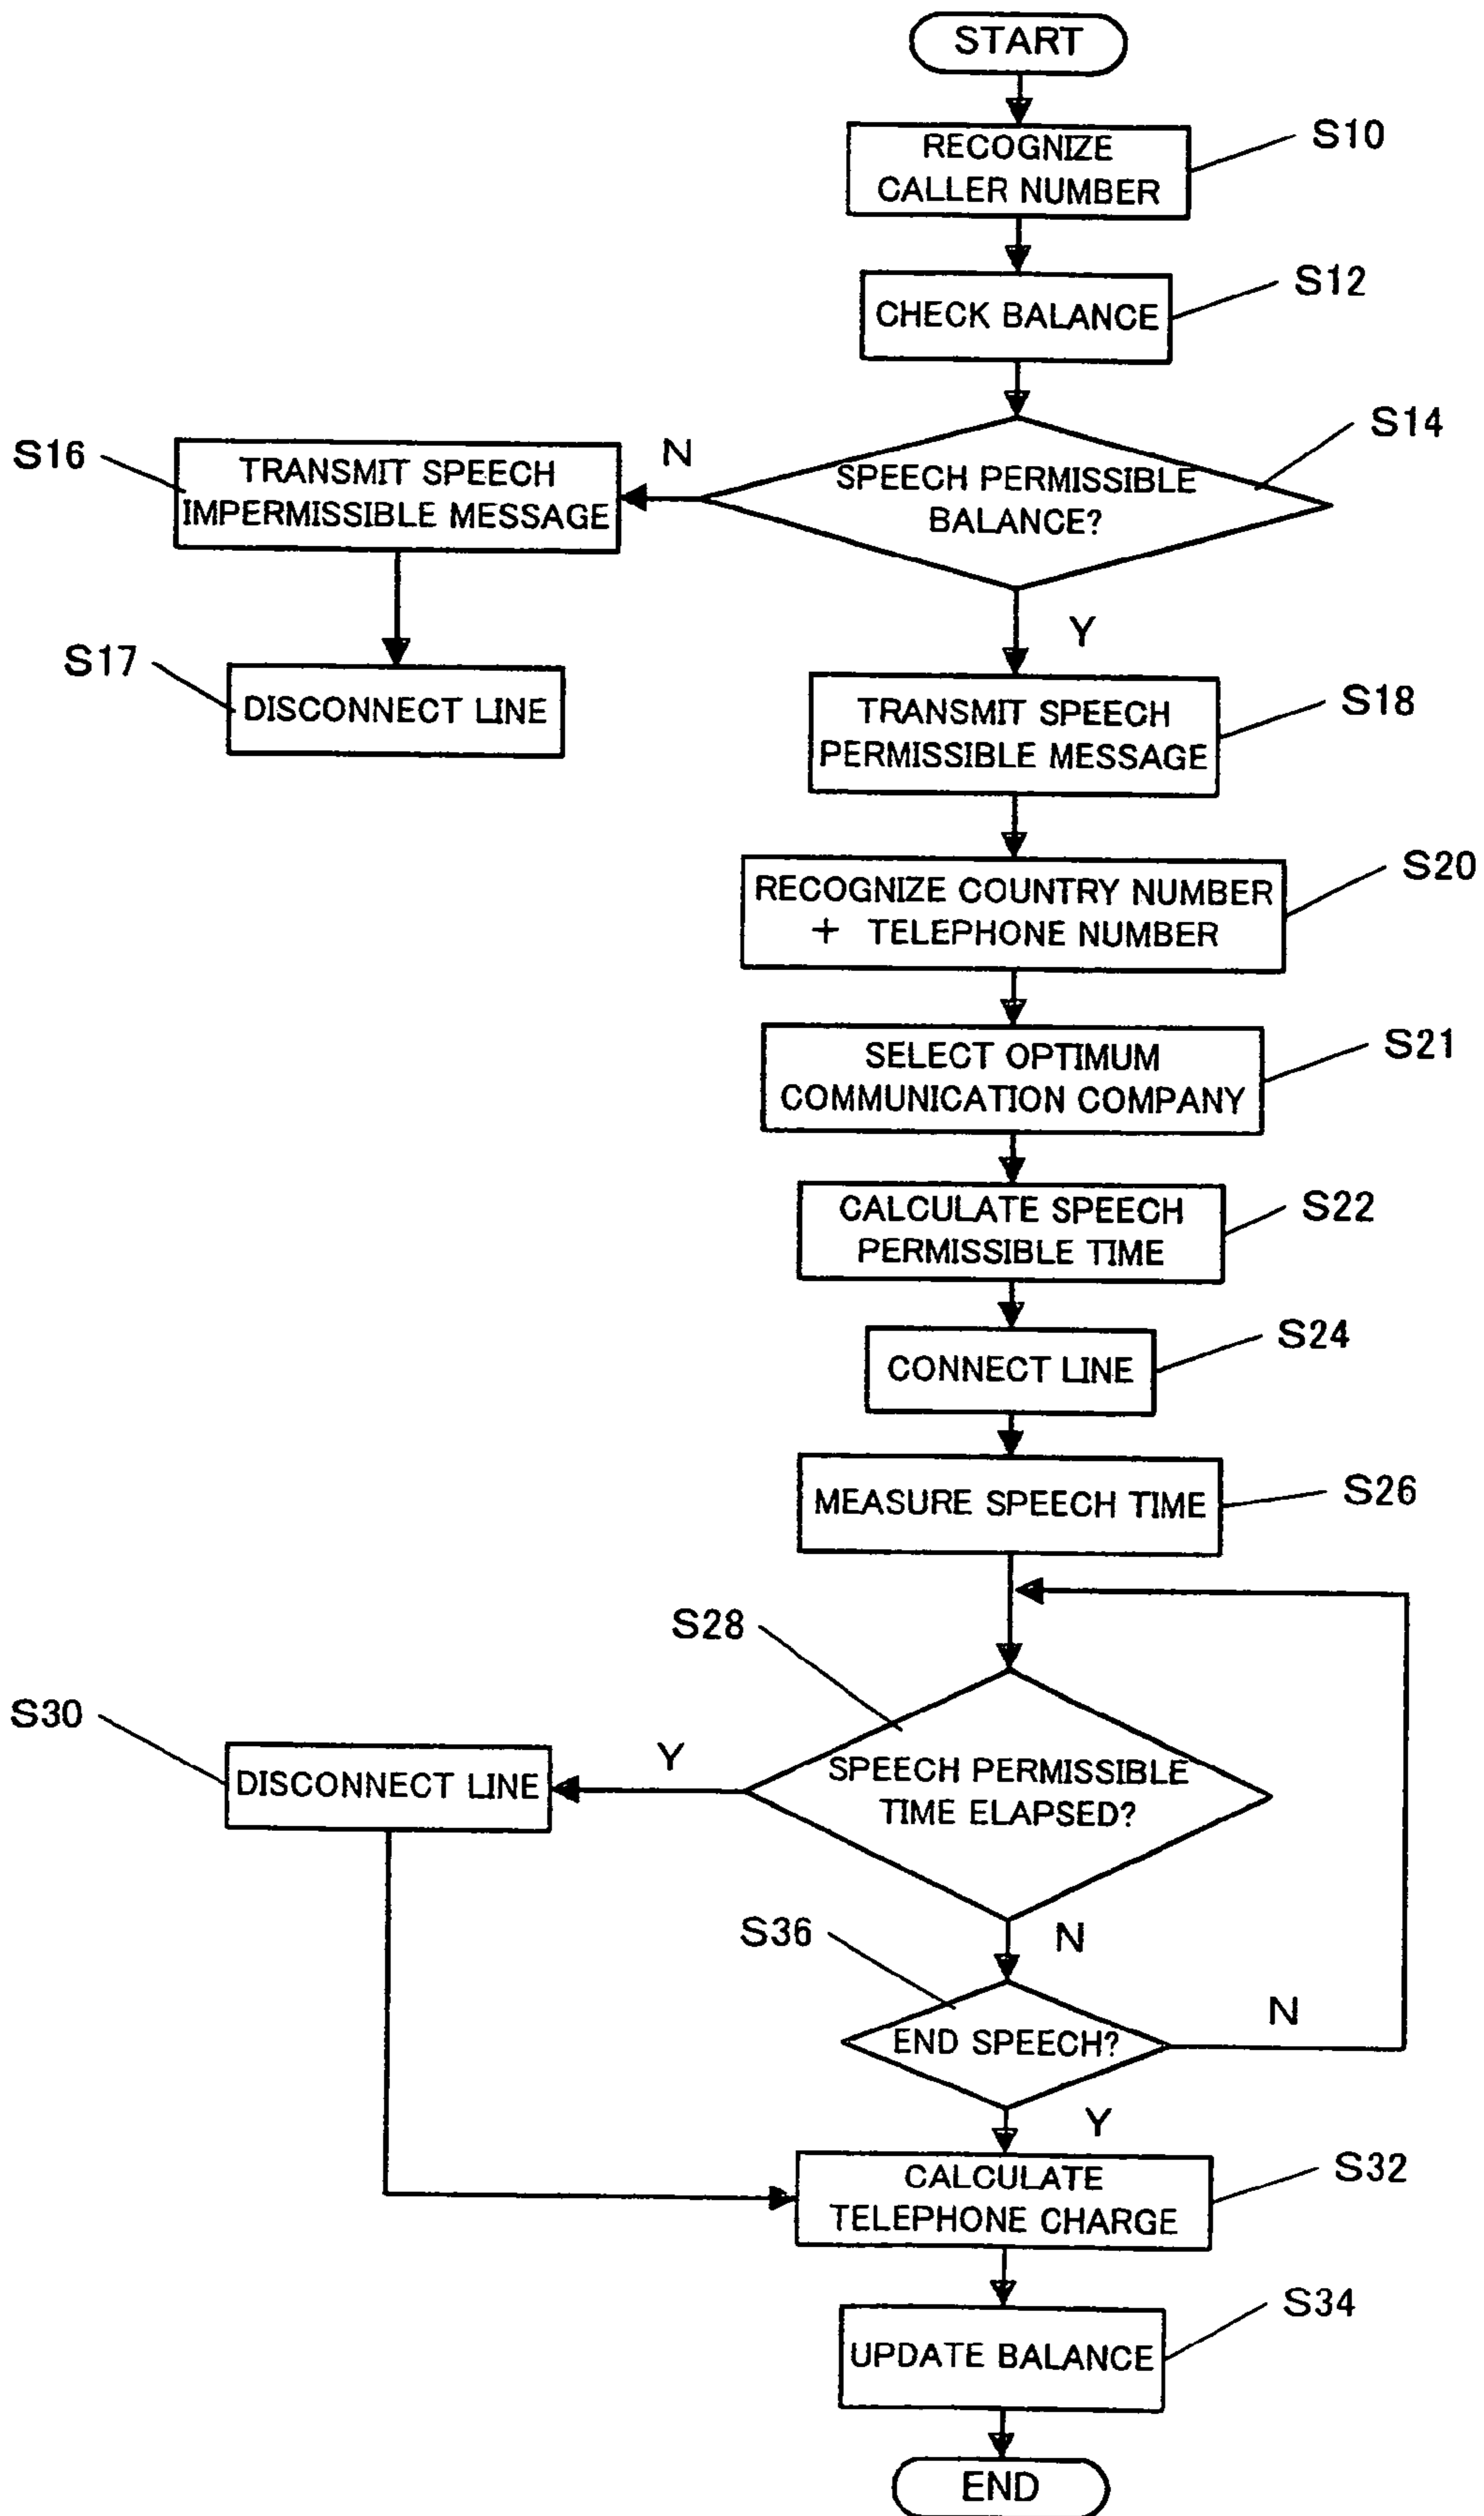 START
RECOGNIZE
CALLER NUMBER
S10
CHECK BALANCE
S12
SPEECH PERMISSIBLE
BALANCE?
S14
N
TRANSMIT SPEECH
IMPERMISSIBLE MESSAGE
S16
DISCONNECT LINE
S17
Y
TRANSMIT SPEECH
PERMISSIBLE MESSAGE
S18
RECOGNIZE COUNTRY NUMBER
+ TELEPHONE NUMBER
S20
SELECT OPTIMUM
COMMUNICATION COMPANY
S21
CALCULATE SPEECH
PERMISSIBLE TIME
S22
CONNECT LINE
S24
MEASURE SPEECH TIME
S26
S28
SPEECH PERMISSIBLE
TIME ELAPSED?
Y
S30
DISCONNECT LINE
N
S36
END SPEECH?
N
Y
CALCULATE
TELEPHONE CHARGE
S32
UPDATE BALANCE
S34
END